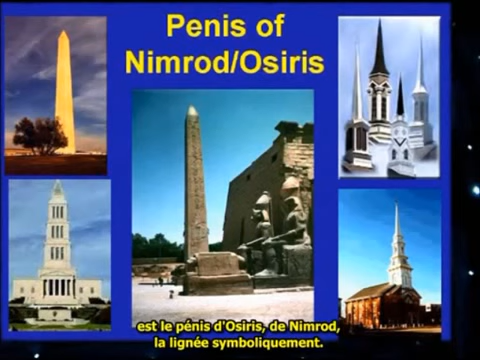 Penis of
Nimrod/Osiris
est le pénis d'Osiris, de Nimrod,
la lignée symboliquement.